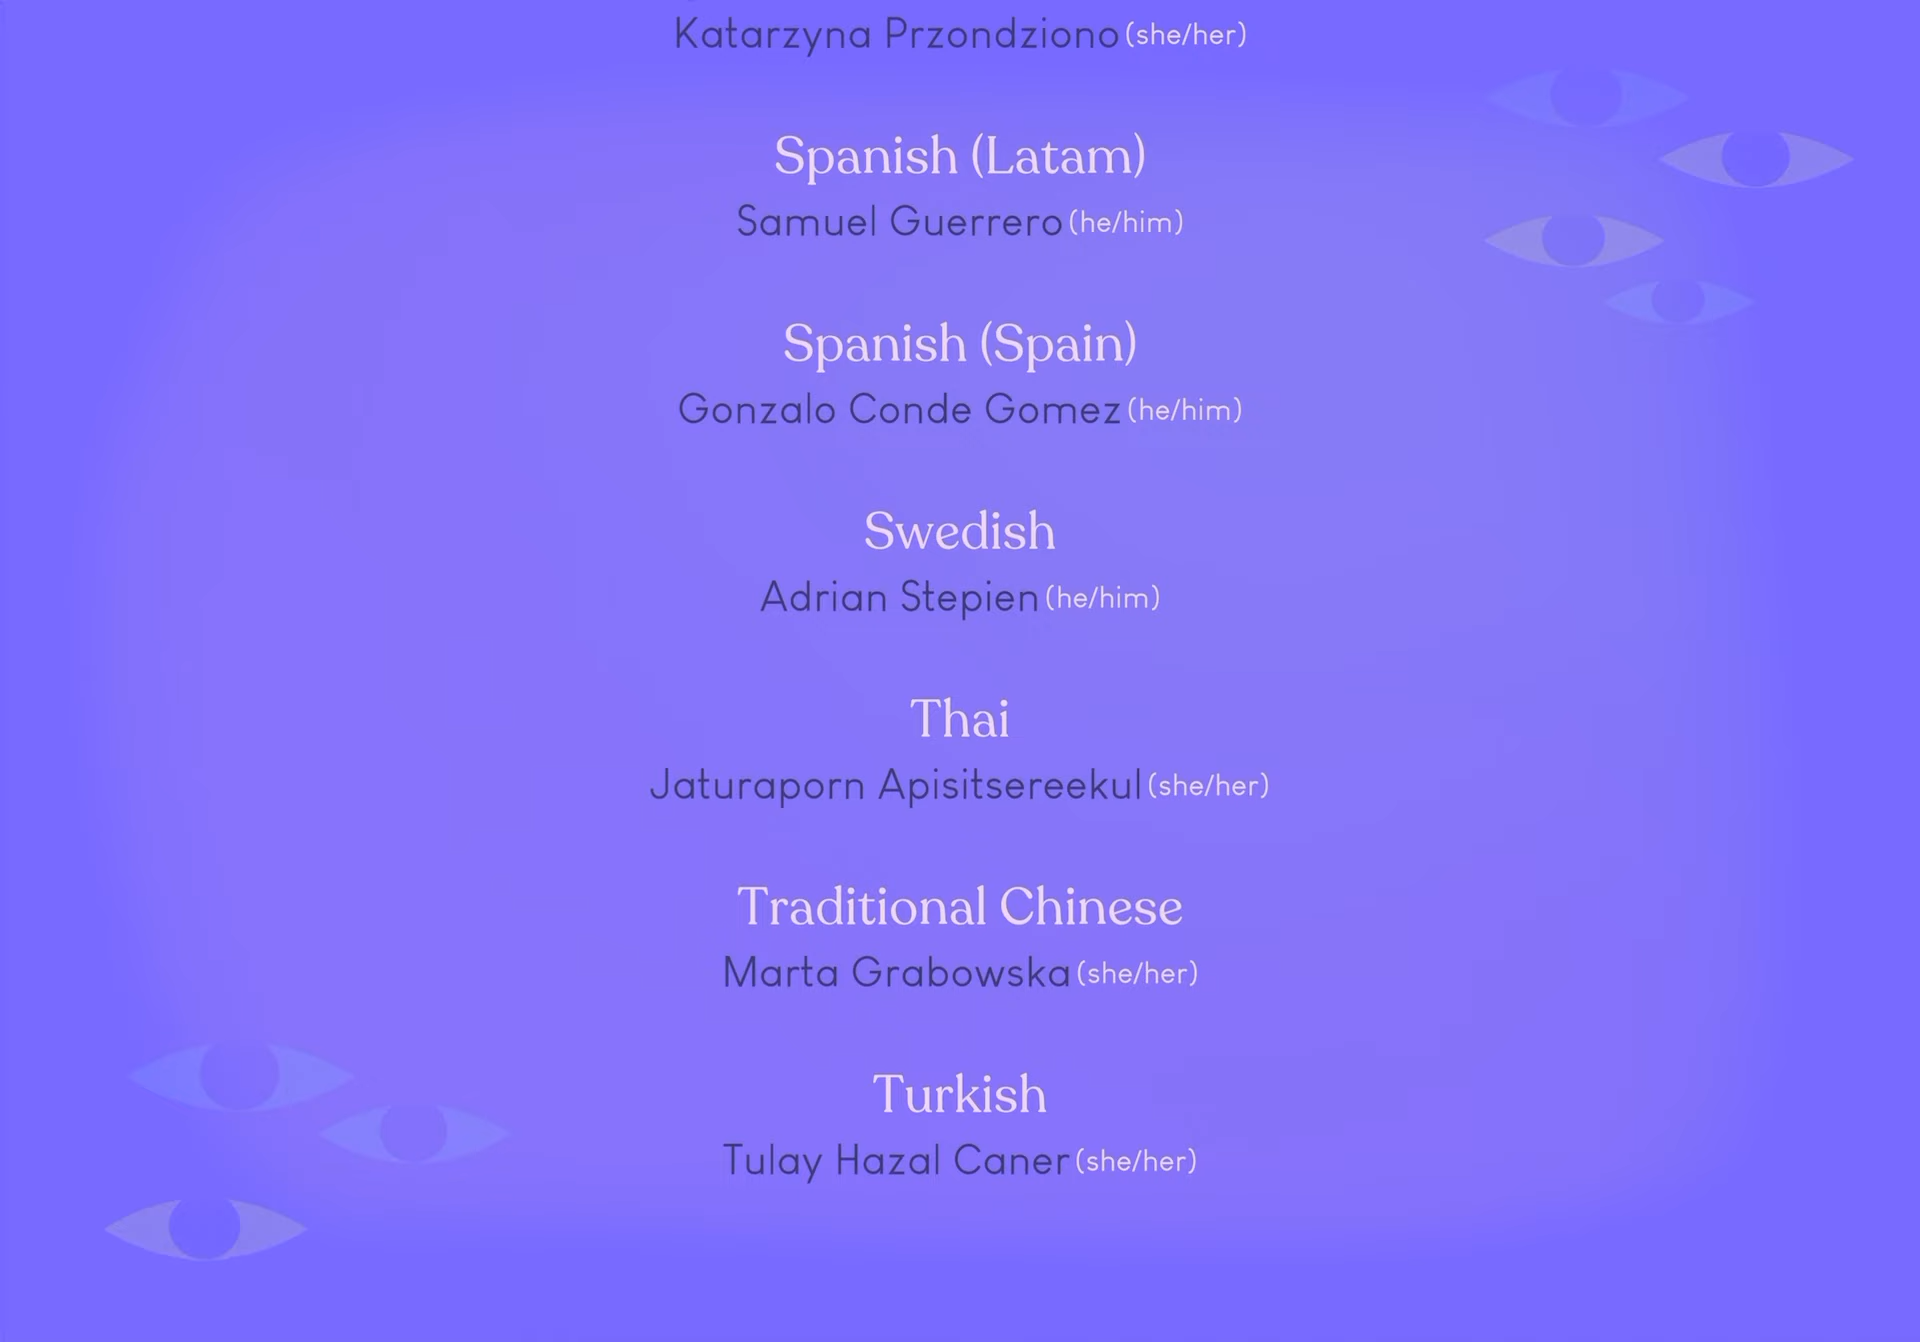 Katarzyna Przondziono (she/her)
Spanish (Latam)
Samuel Guerrero (he/him)
Spanish (Spain)
Gonzalo Conde Gomez (he/him)
Swedish
Adrian Stepien (he/him)
Thai
Jaturaporn Apisitsereekul (she/her)
Traditional Chinese
Marta Grabowska (she/her)
Turkish
Tulay Hazal Caner (she/her)